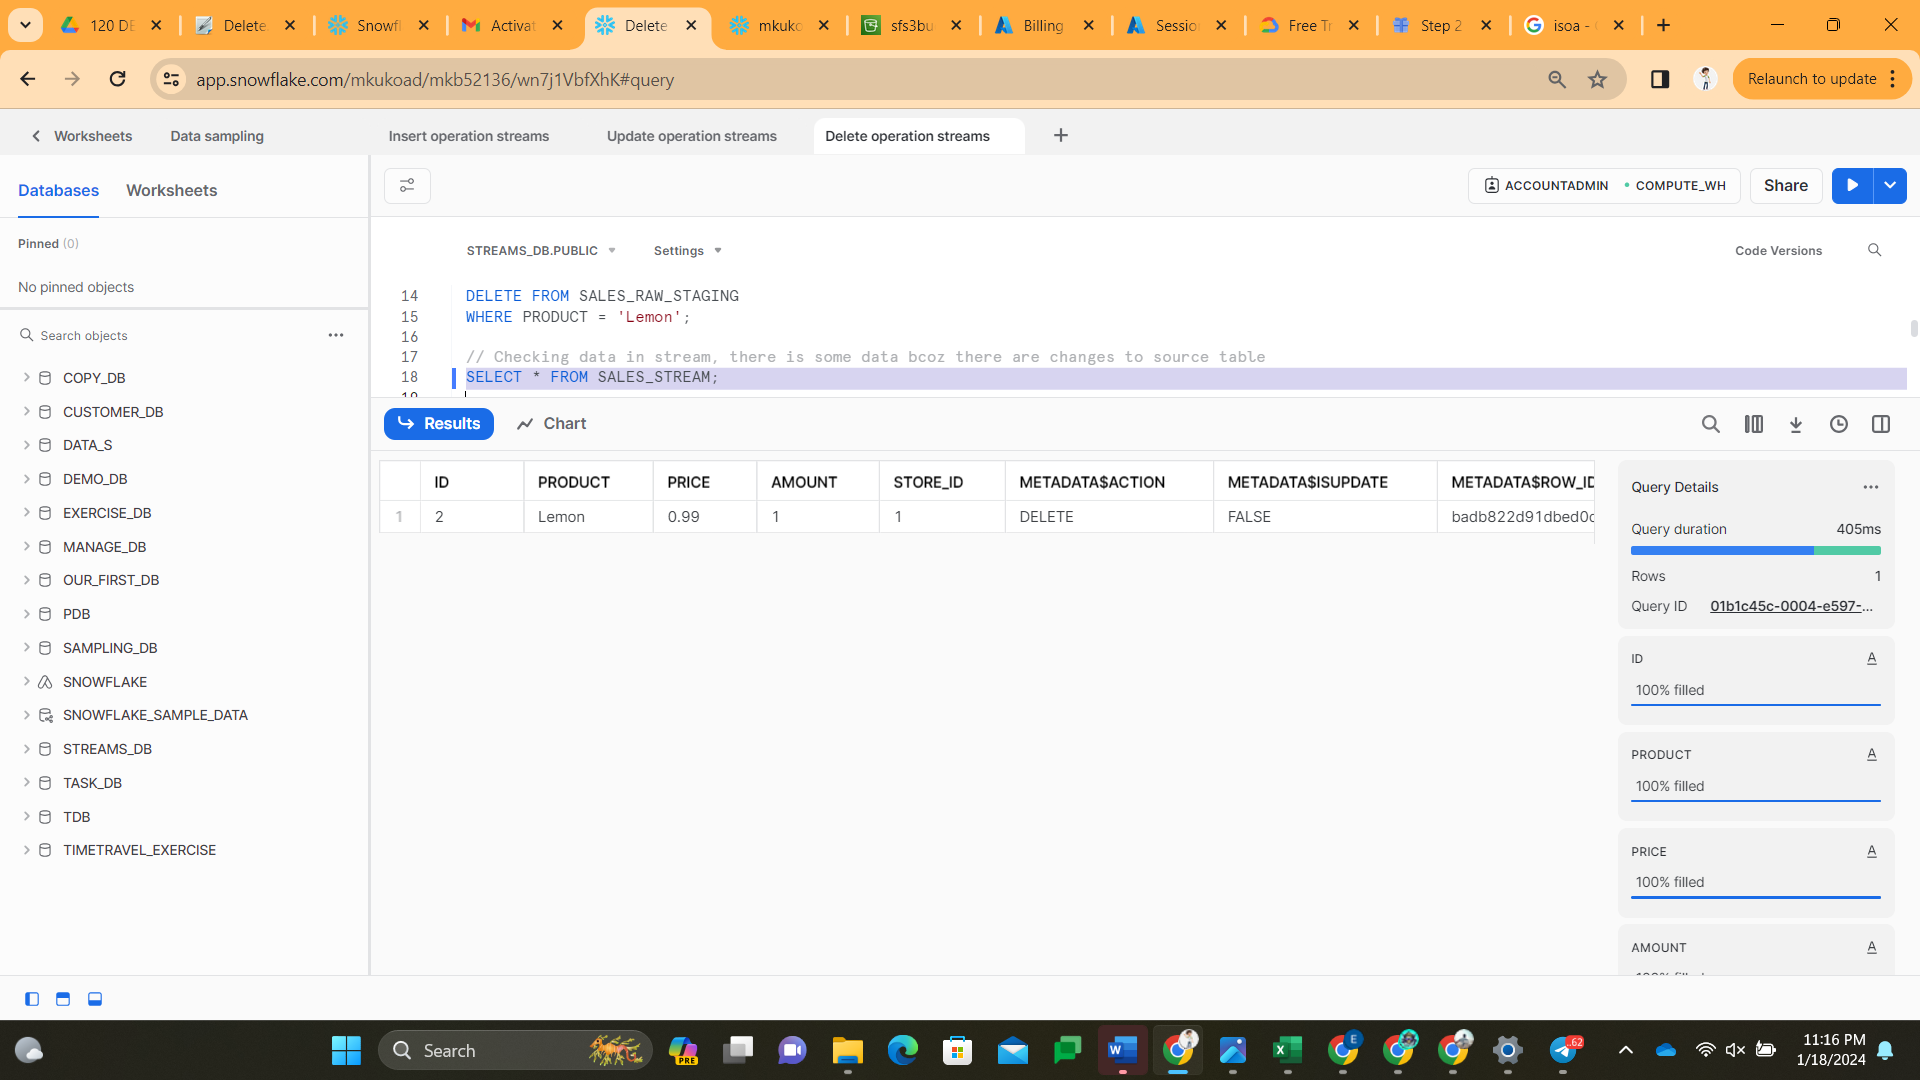 120 DE
Delete
Snowfl
Activat
Delete
mkuko
sfs3bu
Billing
Sessio
Free Tr
Step 2
isoa -
app.snowflake.com/mkukoad/mkb52136/wn7j1VbfXhK#query
Relaunch to update
Worksheets
Data sampling
Insert operation streams
Update operation streams
Delete operation streams
Databases
Worksheets
ACCOUNTADMIN
COMPUTE_WH
Share
Pinned (0)
No pinned objects
STREAMS_DB.PUBLIC
Settings
Code Versions
14 DELETE FROM SALES_RAW_STAGING
15 WHERE PRODUCT = 'Lemon';
16
17 // Checking data in stream, there is some data bcoz there are changes to source table
18 SELECT * FROM SALES_STREAM;
Search objects
COPY_DB
CUSTOMER_DB
DATA_S
DEMO_DB
EXERCISE_DB
MANAGE_DB
OUR_FIRST_DB
PDB
SAMPLING_DB
SNOWFLAKE
SNOWFLAKE_SAMPLE_DATA
STREAMS_DB
TASK_DB
TDB
TIMETRAVEL_EXERCISE
Results
Chart
ID PRODUCT PRICE AMOUNT STORE_ID METADATA$ACTION METADATA$ISUPDATE METADATA$ROW_ID
1 2 Lemon 0.99 1 1 DELETE FALSE badb822d91dbed0c
Query Details
Query duration 405ms
Rows 1
Query ID 01b1c45c-0004-e597-...
ID
100% filled
PRODUCT
100% filled
PRICE
100% filled
AMOUNT
Search
PRE
E
62
11:16 PM
1/18/2024